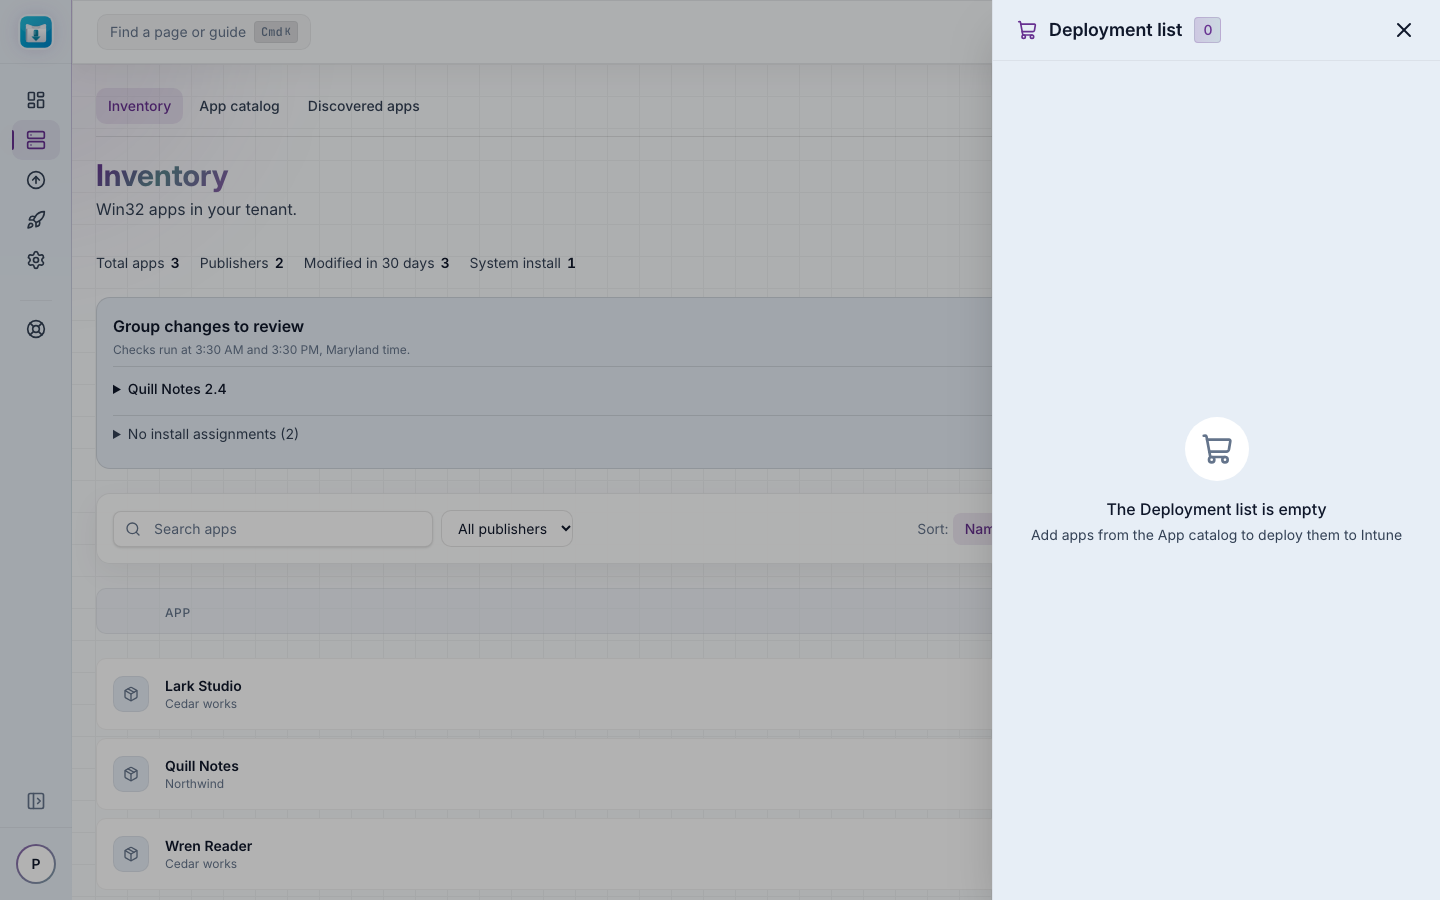 Find a page or guide Cmd K
Deployment list 0
Inventory App catalog Discovered apps
Inventory
Win32 apps in your tenant.
Total apps 3 Publishers 2 Modified in 30 days 3 System install 1
Group changes to review
Checks run at 3:30 AM and 3:30 PM, Maryland time.
Quill Notes 2.4
No install assignments (2)
Search apps All publishers Sort: Nam
APP
Lark Studio
Cedar works
Quill Notes
Northwind
Wren Reader
Cedar works
P
The Deployment list is empty
Add apps from the App catalog to deploy them to Intune